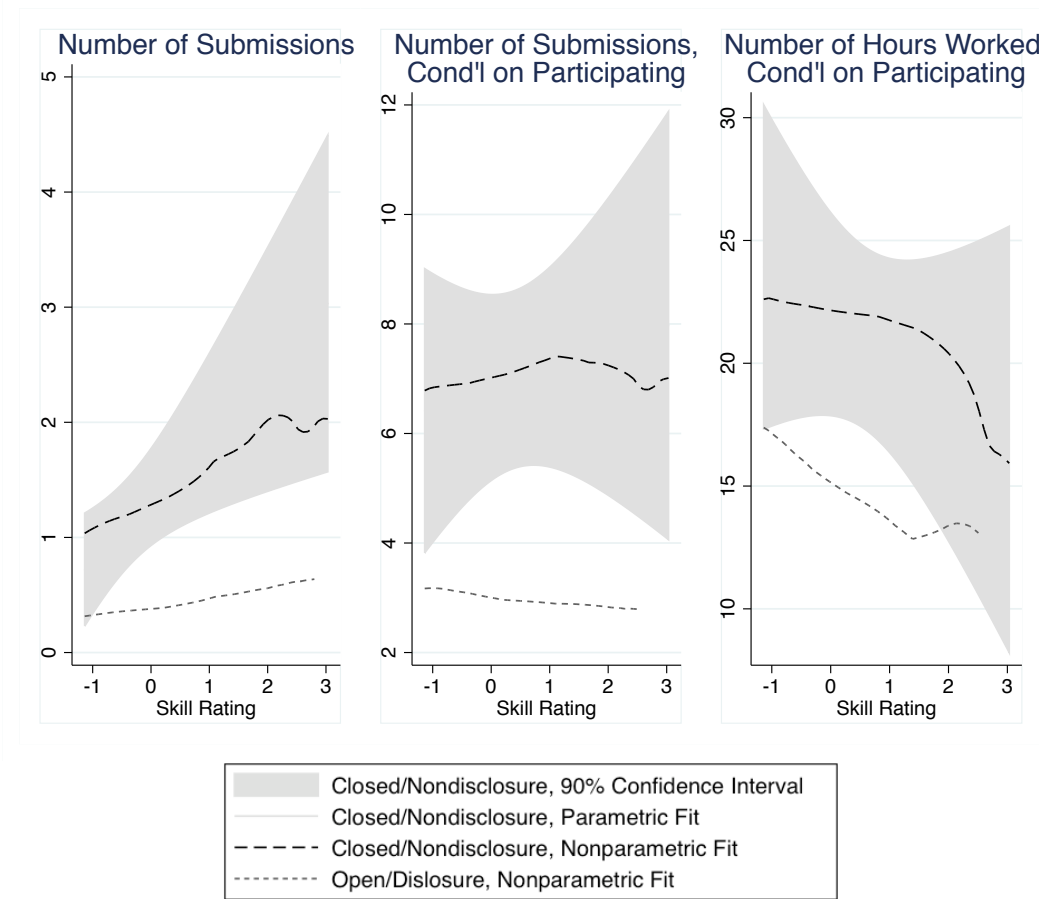 Number of Submissions
5
4
3
2
1
0
-1 0 1 2 3
Skill Rating
Number of Submissions,
Cond'l on Participating
12
10
8
6
4
2
-1 0 1 2 3
Skill Rating
Number of Hours Worked
Cond'l on Participating
30
25
20
15
10
-1 0 1 2 3
Skill Rating
Closed/Nondisclosure, 90% Confidence Interval
Closed/Nondisclosure, Parametric Fit
Closed/Nondisclosure, Nonparametric Fit
Open/Dislosure, Nonparametric Fit